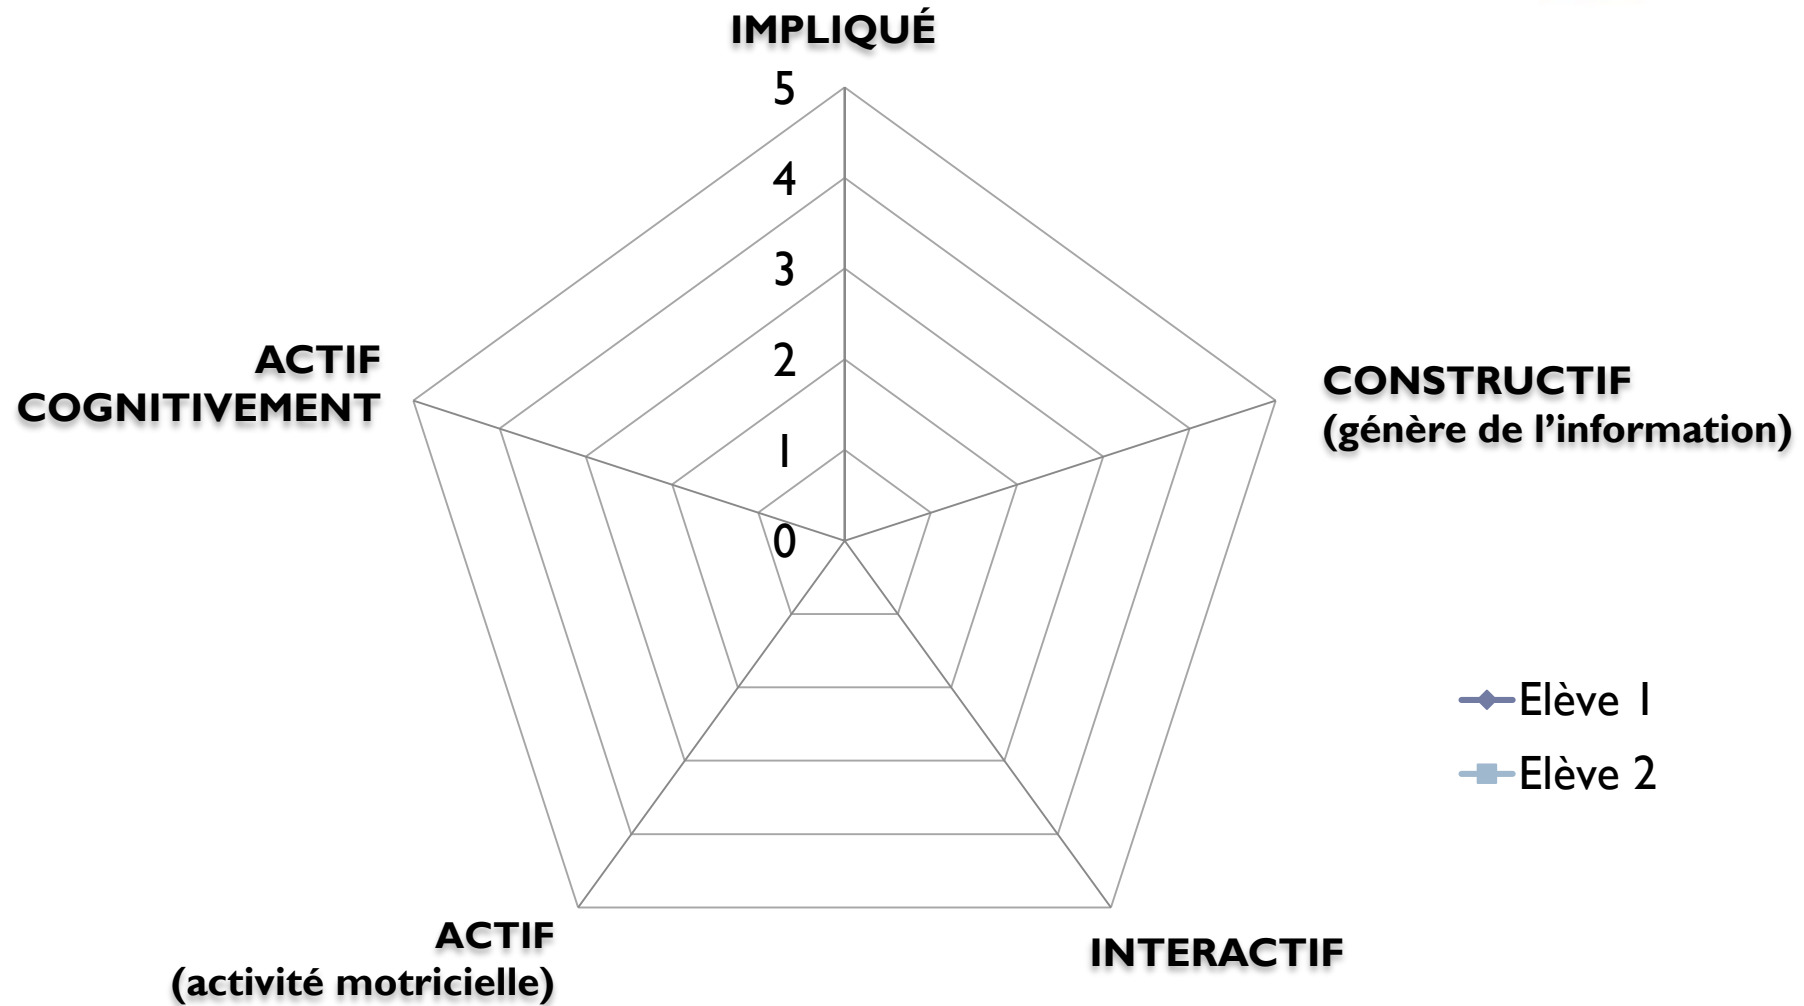 IMPLIQUÉ
5
4
3
2
1
0
ACTIF
COGNITIVEMENT
CONSTRUCTIF
(génère de l’information)
Elève 1
Elève 2
ACTIF
(activité motricielle)
INTERACTIF